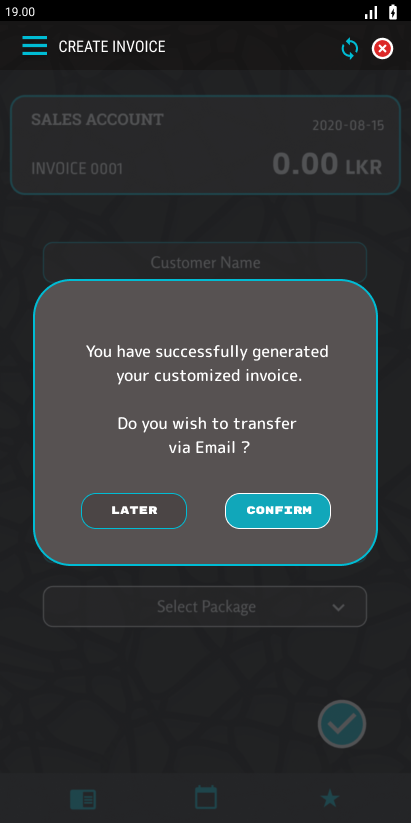 19.00
CREATE INVOICE
SALES ACCOUNT
2020-08-15
INVOICE 0001
0.00 LKR
Customer Name
You have successfully generated
your customized invoice.
Do you wish to transfer
via Email ?
LATER
CONFIRM
Select Package